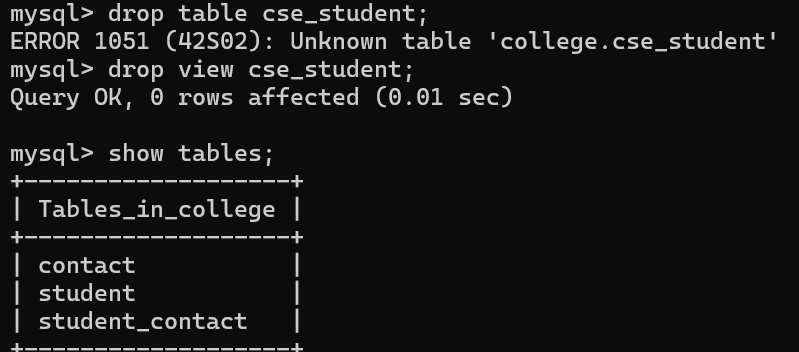 mysql> drop table cse_student;
ERROR 1051 (42S02): Unknown table 'college.cse_student'
mysql> drop view cse_student;
Query OK, 0 rows affected (0.01 sec)
mysql> show tables;
+-------------------+
| Tables_in_college |
+-------------------+
| contact           |
| student           |
| student_contact   |
+-------------------+